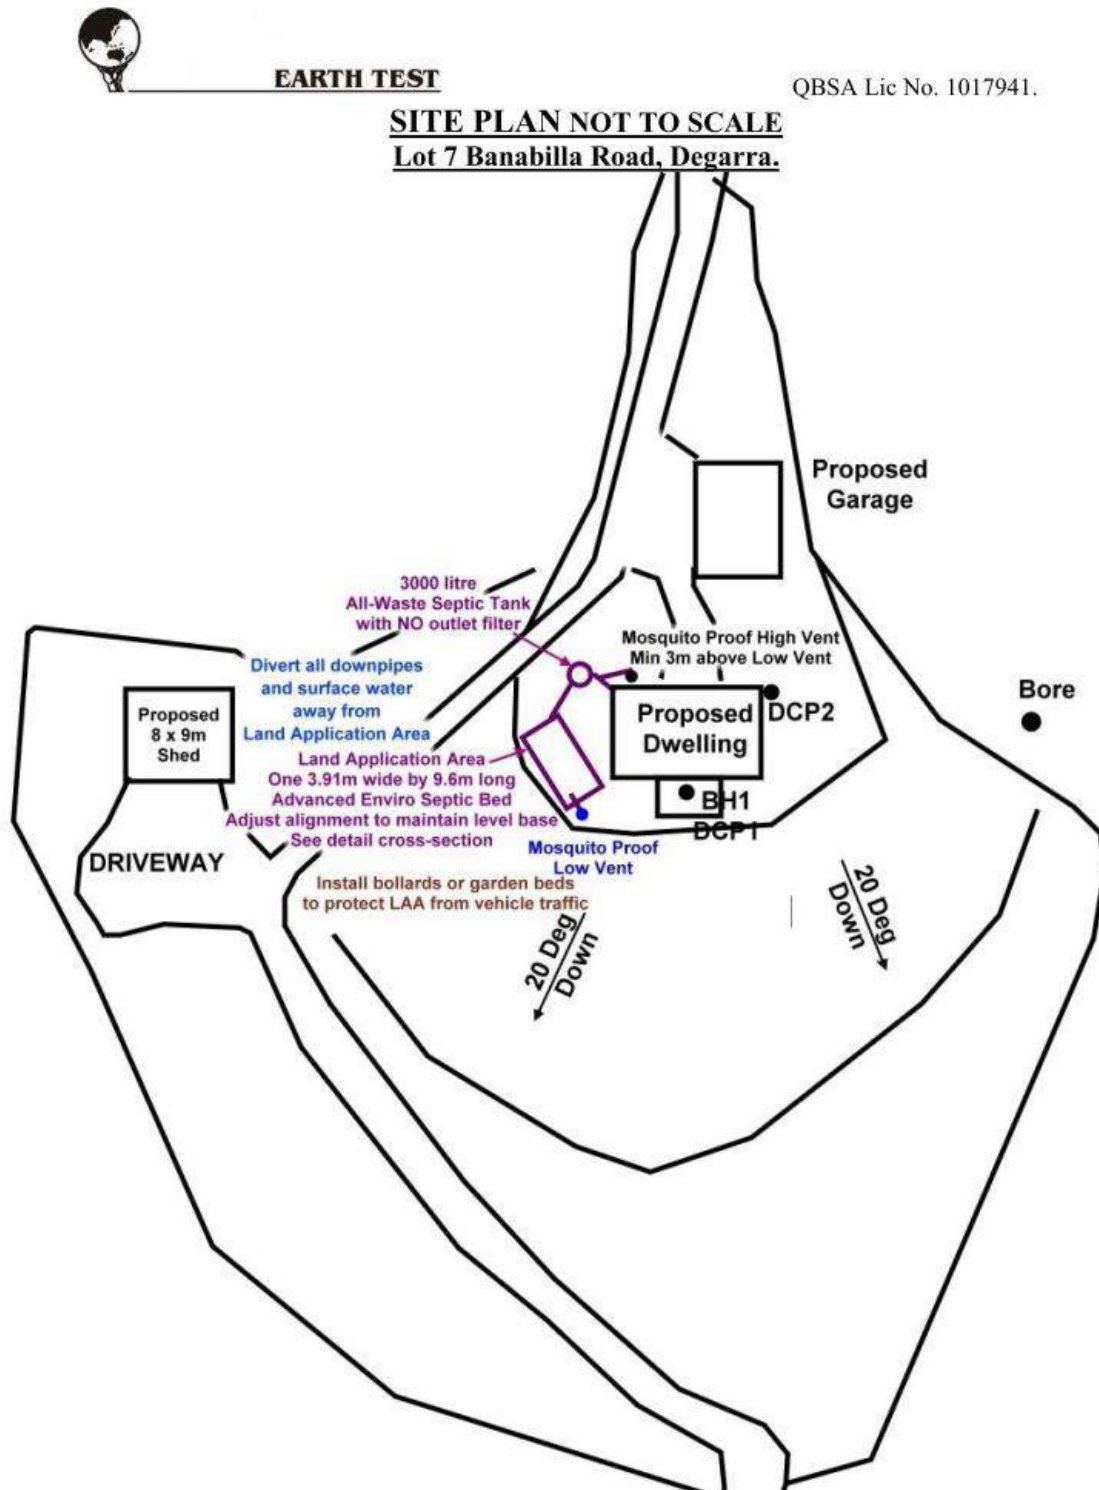 EARTH TEST
QBSA Lic No. 1017941.
SITE PLAN NOT TO SCALE
Lot 7 Banabilla Road, Degarra.
Proposed
Garage
3000 litre
All-Waste Septic Tank
with NO outlet filter
Mosquito Proof High Vent
Min 3m above Low Vent
Divert all downpipes
and surface water
away from
Land Application Area
Proposed
8 x 9m
Shed
Proposed
Dwelling
DCP2
Bore
Land Application Area
One 3.91m wide by 9.6m long
Advanced Enviro Septic Bed
Adjust alignment to maintain level base
See detail cross-section
BH1
DCP1
Mosquito Proof
Low Vent
DRIVEWAY
Install bollards or garden beds
to protect LAA from vehicle traffic
20 Deg
Down
20 Deg
Down